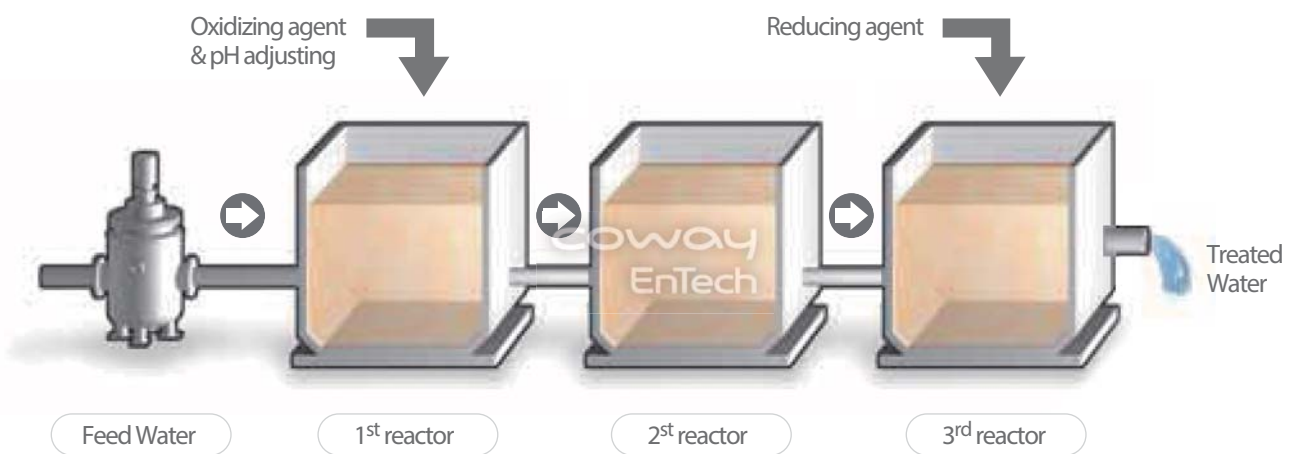 Oxidizing agent
& pH adjusting
Reducing agent
coway
EnTech
Treated
Water
Feed Water
1st reactor
2st reactor
3rd reactor